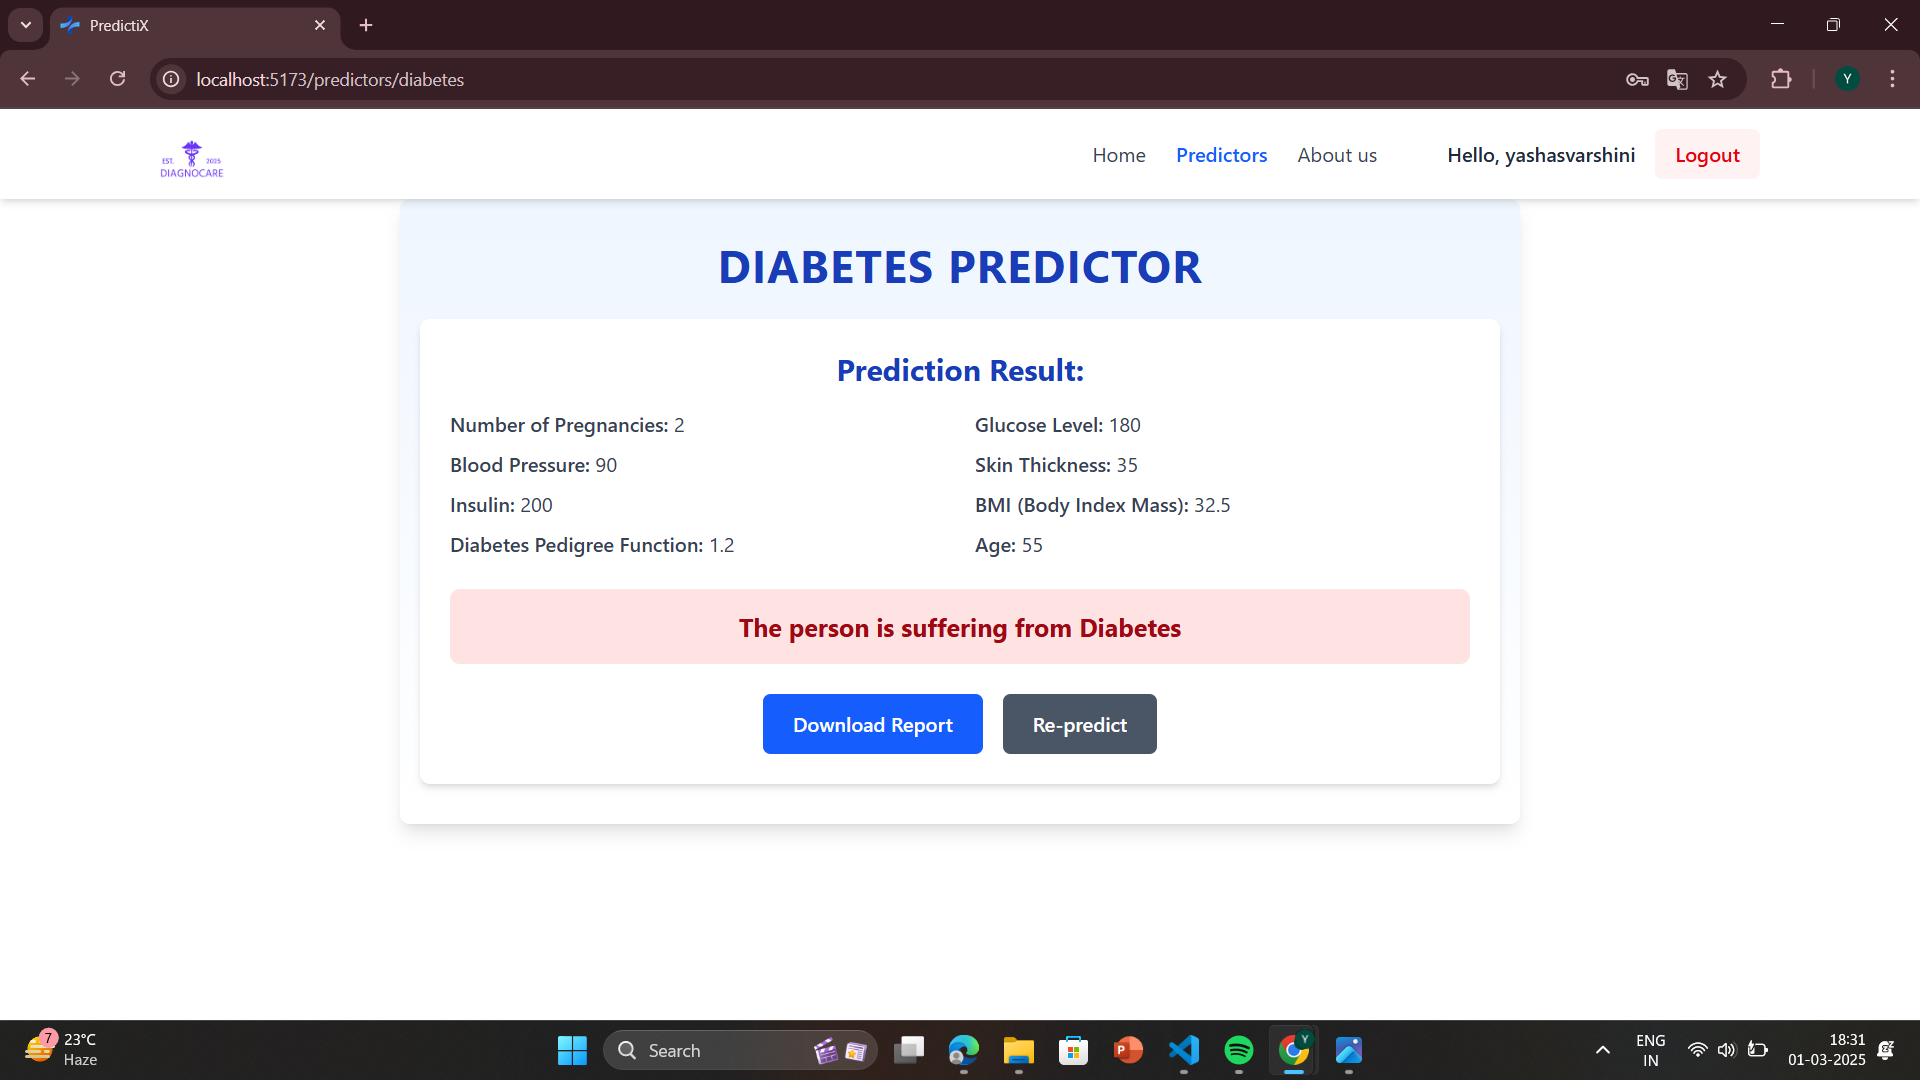 PredictiX
localhost:5173/predictors/diabetes
Y
EST. 2025
DIAGNOCARE
Home
Predictors
About us
Hello, yashasvarshini
Logout
DIABETES PREDICTOR
Prediction Result:
Number of Pregnancies: 2
Glucose Level: 180
Blood Pressure: 90
Skin Thickness: 35
Insulin: 200
BMI (Body Index Mass): 32.5
Diabetes Pedigree Function: 1.2
Age: 55
The person is suffering from Diabetes
Download Report
Re-predict
7
23°C
Haze
Search
P
Y
ENG
IN
18:31
01-03-2025